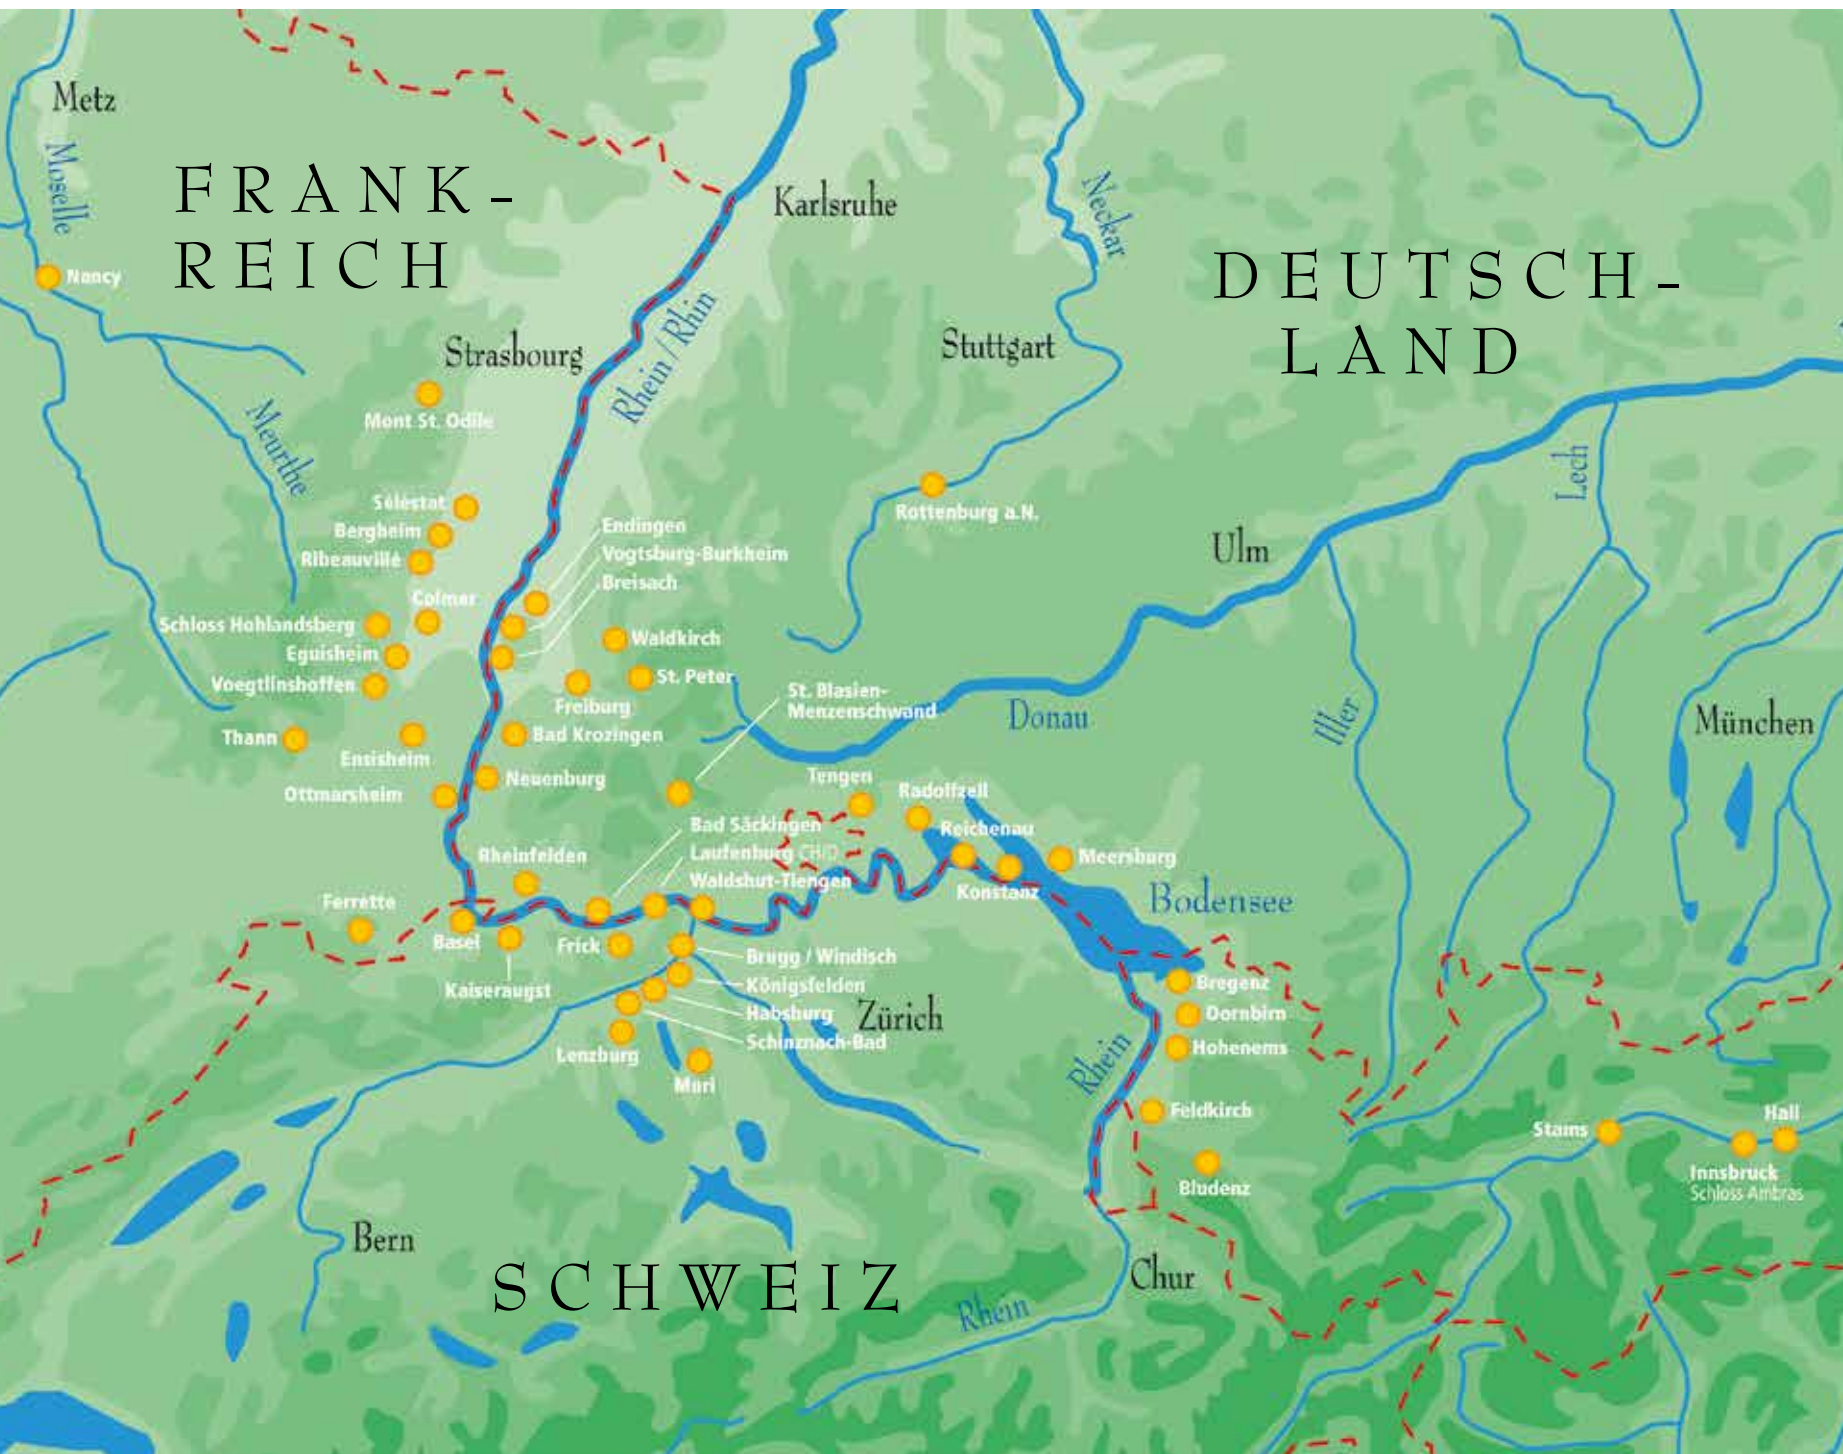 Metz
Moselle
FRANK-
REICH
Karlsruhe
Neckar
DEUTSCH-
LAND
Nancy
Rhein / Rhin
Strasbourg
Stuttgart
Mont St. Odile
Meurthe
Lech
Sélestat
Rottenburg a.N.
Endingen
Bergheim
Ulm
Vogtsburg-Burkheim
Ribeauvillé
Breisach
Colmar
Schloss Hohlandsberg
Waldkirch
Eguisheim
St. Peter
Voegtlinshoffen
St. Blasien-
Menzenschwand
Freiburg
Donau
Iller
München
Thann
Bad Krozingen
Ensisheim
Neuenburg
Tengen
Ottmarsheim
Radolfzell
Bad Säckingen
Reichenau
Rheinfelden
Laufenburg CH/D
Meersburg
Waldshut-Tiengen
Konstanz
Ferrette
Bodensee
Basel
Frick
Brugg / Windisch
Kaiseraugst
Königsfelden
Bregenz
Habsburg
Zürich
Dornbirn
Schinznach-Bad
Hohenems
Lenzburg
Rhein
Muri
Feldkirch
Hall
Stams
Innsbruck
Schloss Ambras
Bludenz
Bern
SCHWEIZ
Chur
Rhein